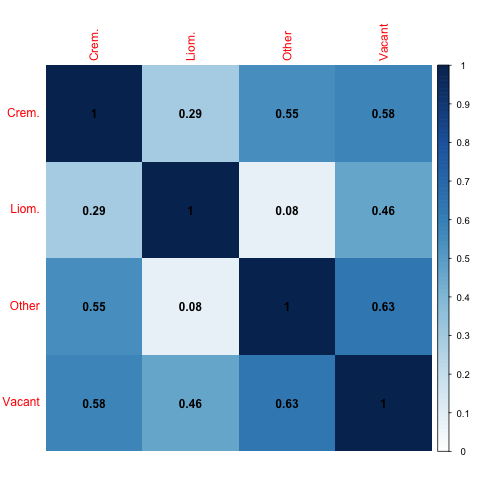 Crem. Liom. Other Vacant
Crem. 1 0.29 0.55 0.58
Liom. 0.29 1 0.08 0.46
Other 0.55 0.08 1 0.63
Vacant 0.58 0.46 0.63 1
1
0.9
0.8
0.7
0.6
0.5
0.4
0.3
0.2
0.1
0